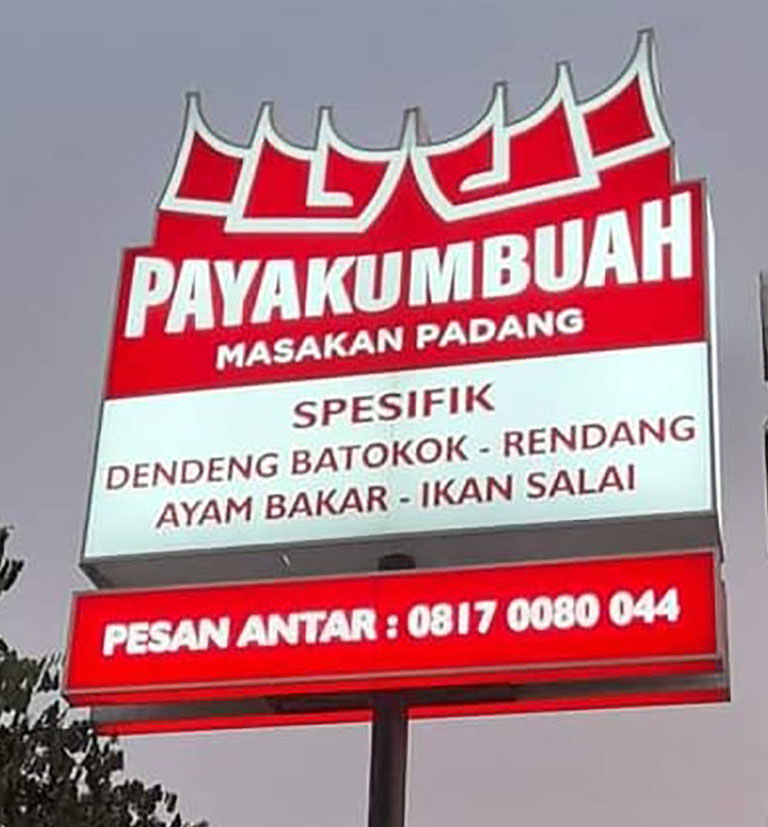 PAYAKUMBUAH
MASAKAN PADANG
SPESIFIK
DENDENG BATOKOK - RENDANG
AYAM BAKAR - IKAN SALAI
PESAN ANTAR : 0817 0080 044